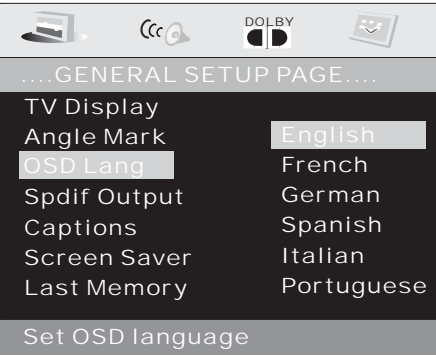 DOLBY
....GENERAL SETUP PAGE....
TV Display
Angle Mark
OSD Lang
Spdif Output
Captions
Screen Saver
Last Memory
English
French
German
Spanish
Italian
Portuguese
Set OSD language